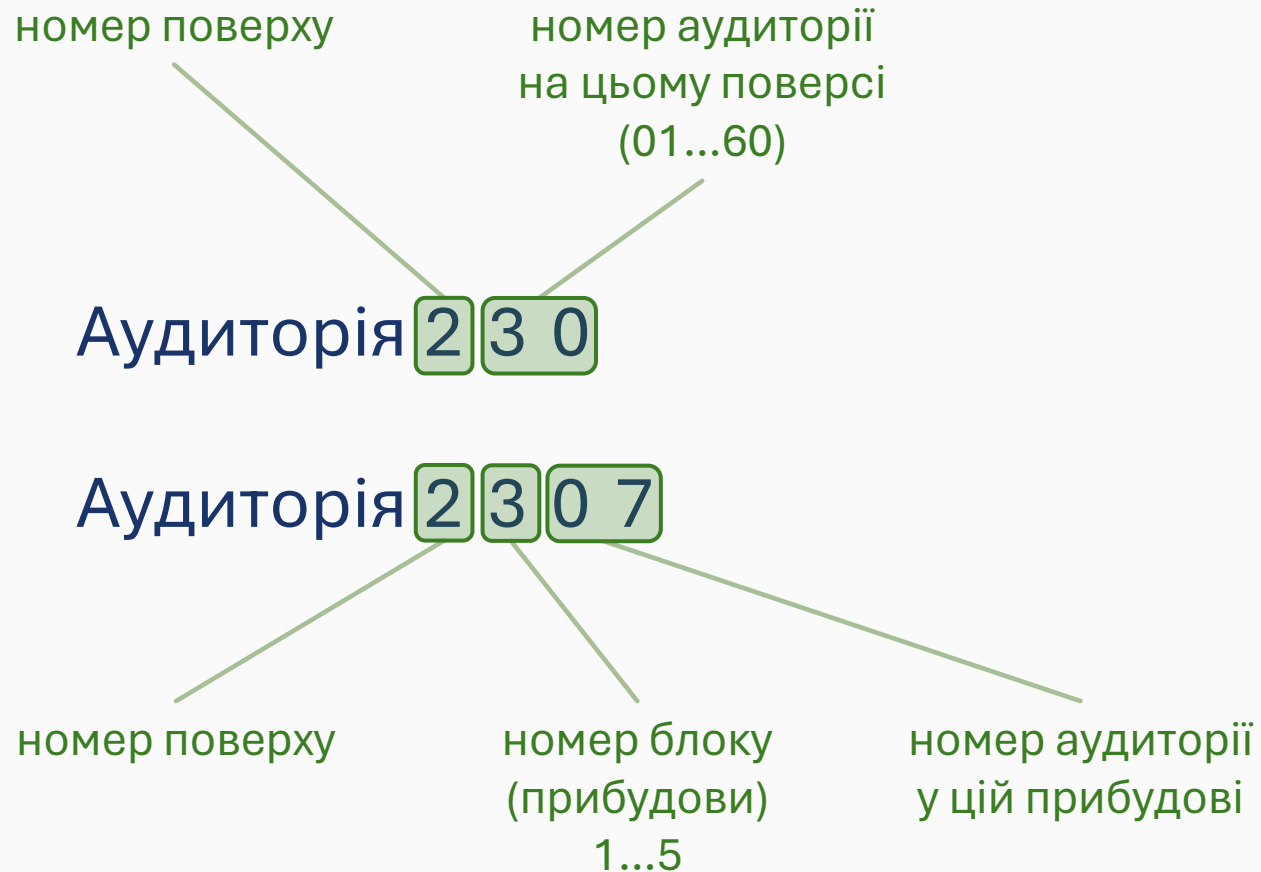 номер поверху
номер аудиторії
на цьому поверсі
(01...60)
Аудиторія 2 3 0
Аудиторія 2 3 0 7
номер поверху
номер блоку
(прибудови)
1...5
номер аудиторії
у цій прибудові